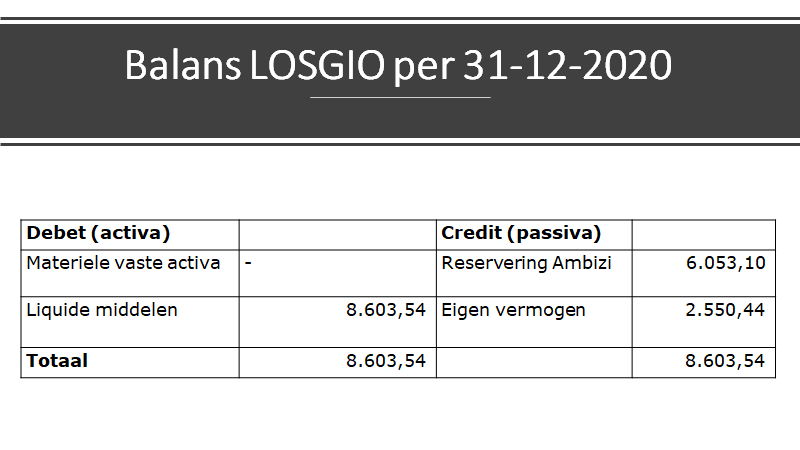 Balans LOSGIO per 31-12-2020
Debet (activa) Credit (passiva)
Materiele vaste activa - Reservering Ambizi 6.053,10
Liquide middelen 8.603,54 Eigen vermogen 2.550,44
Totaal 8.603,54 8.603,54